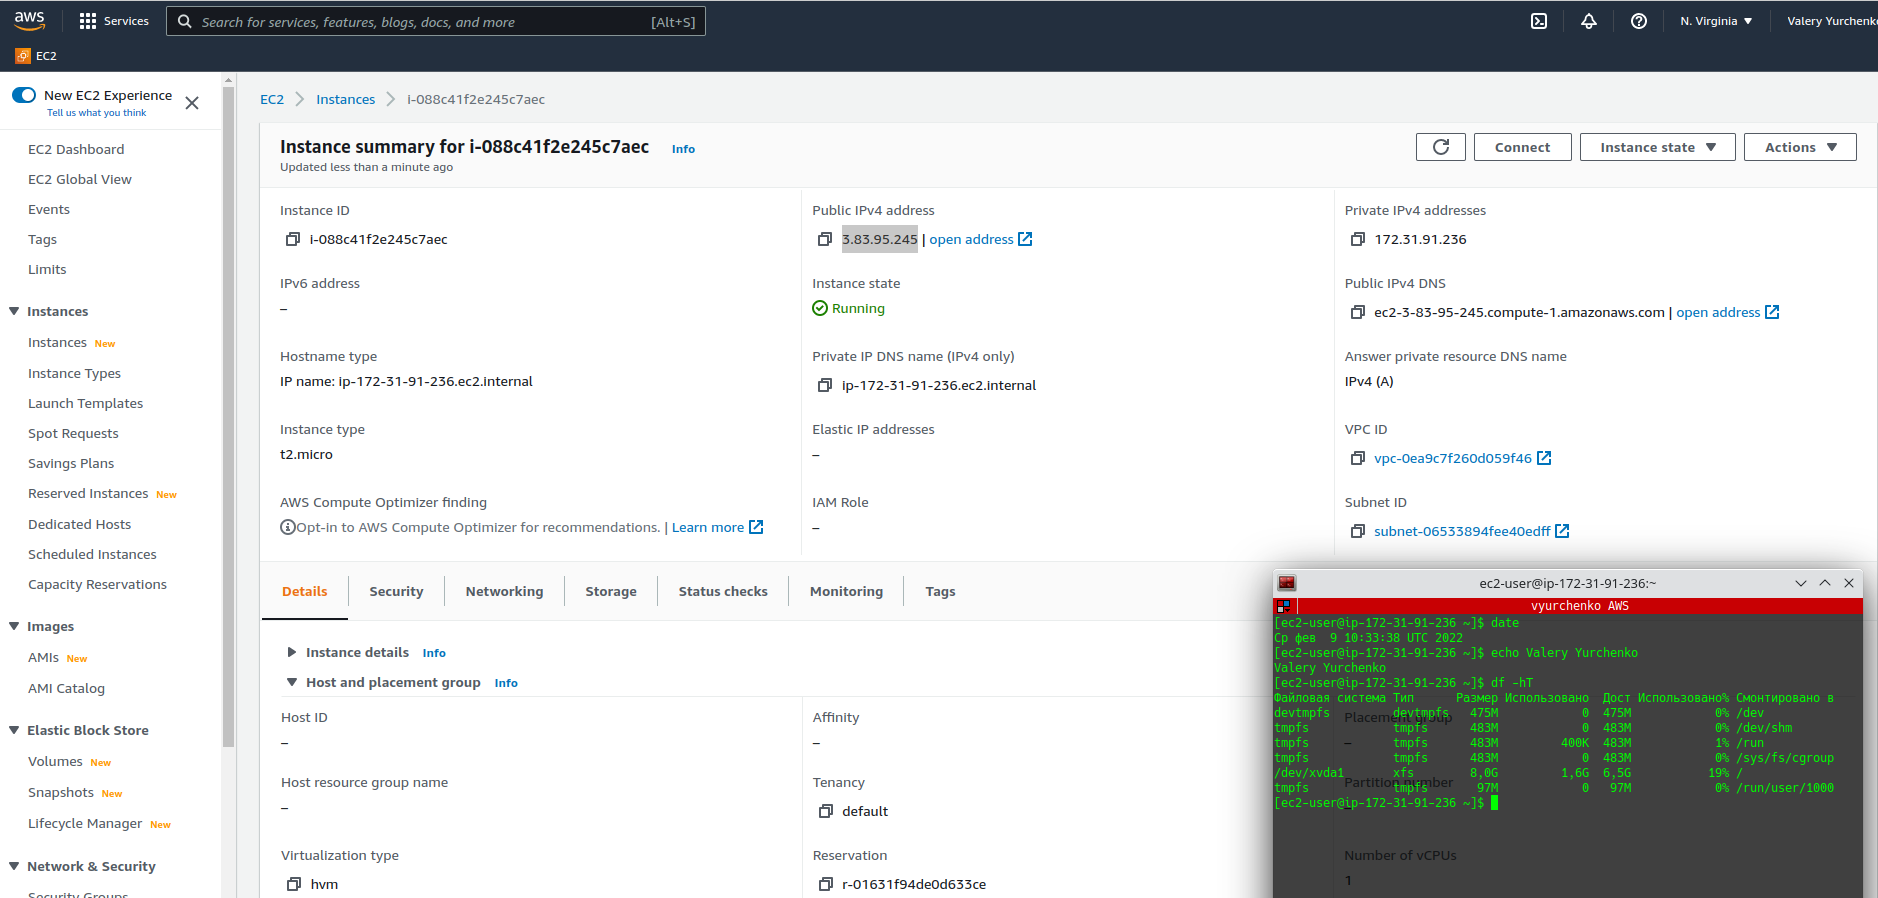 aws
Services
Search for services, features, blogs, docs, and more
[Alt+S]
N. Virginia
Valery Yurchenko
EC2
New EC2 Experience
Tell us what you think
EC2 Dashboard
EC2 Global View
Events
Tags
Limits
Instances
Instances New
Instance Types
Launch Templates
Spot Requests
Savings Plans
Reserved Instances New
Dedicated Hosts
Scheduled Instances
Capacity Reservations
Images
AMIs New
AMI Catalog
Elastic Block Store
Volumes New
Snapshots New
Lifecycle Manager New
Network & Security
Security Groups
EC2 Instances i-088c41f2e245c7aec
Instance summary for i-088c41f2e245c7aec Info
Updated less than a minute ago
Connect
Instance state
Actions
Instance ID
i-088c41f2e245c7aec
Public IPv4 address
3.83.95.245 | open address
Private IPv4 addresses
172.31.91.236
IPv6 address
–
Instance state
Running
Public IPv4 DNS
ec2-3-83-95-245.compute-1.amazonaws.com | open address
Hostname type
IP name: ip-172-31-91-236.ec2.internal
Private IP DNS name (IPv4 only)
ip-172-31-91-236.ec2.internal
Answer private resource DNS name
IPv4 (A)
Instance type
t2.micro
Elastic IP addresses
–
VPC ID
vpc-0ea9c7f260d059f46
AWS Compute Optimizer finding
Opt-in to AWS Compute Optimizer for recommendations. | Learn more
IAM Role
–
Subnet ID
subnet-06533894fee40edff
Details
Security
Networking
Storage
Status checks
Monitoring
Tags
Instance details Info
Host and placement group Info
Host ID
–
Affinity
–
Placement group
–
Host resource group name
–
Tenancy
default
Partition number
Virtualization type
hvm
Reservation
r-01631f94de0d633ce
Number of vCPUs
1
ec2-user@ip-172-31-91-236:~
vyurchenko AWS
[ec2-user@ip-172-31-91-236 ~]$ date
Ср фев  9 10:33:38 UTC 2022
[ec2-user@ip-172-31-91-236 ~]$ echo Valery Yurchenko
Valery Yurchenko
[ec2-user@ip-172-31-91-236 ~]$ df -hT
Файловая система Тип Размер Использовано Дост Использовано% Смонтировано в
devtmpfs devtmpfs 475M 0 475M 0% /dev
tmpfs tmpfs 483M 0 483M 0% /dev/shm
tmpfs tmpfs 483M 400K 483M 1% /run
tmpfs tmpfs 483M 0 483M 0% /sys/fs/cgroup
/dev/xvda1 xfs 8,0G 1,6G 6,5G 19% /
tmpfs tmpfs 97M 0 97M 0% /run/user/1000
[ec2-user@ip-172-31-91-236 ~]$